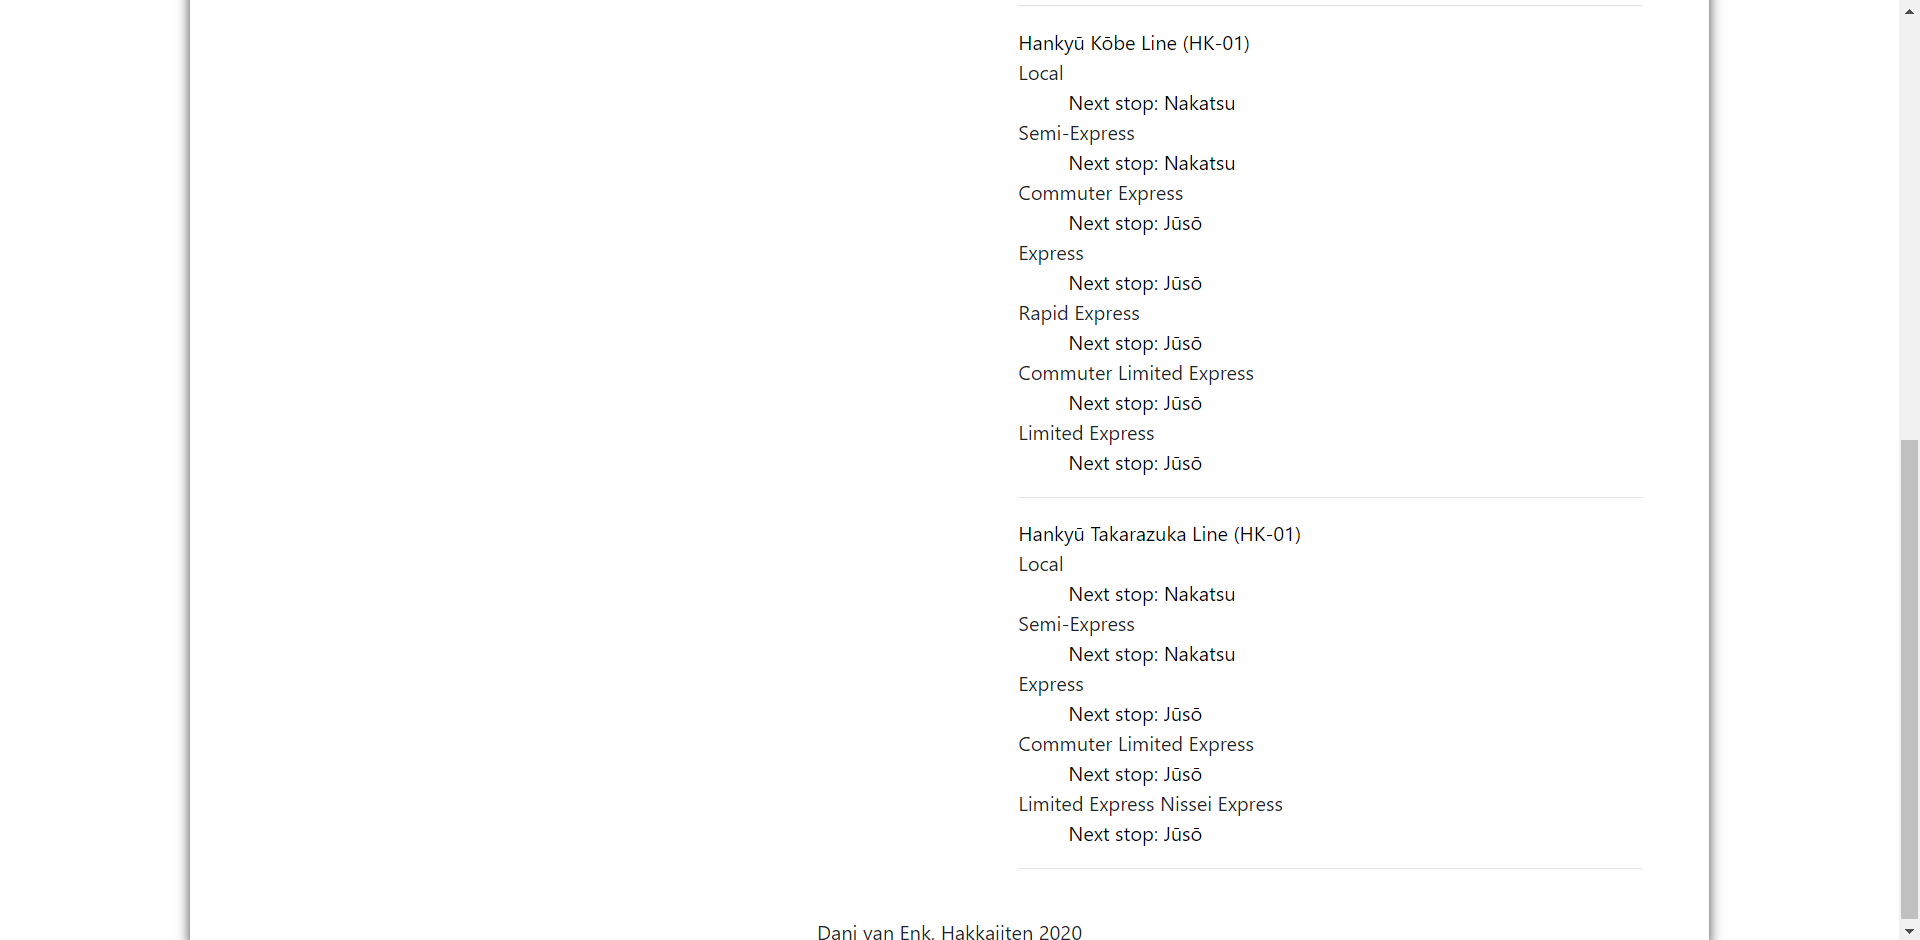 Hankyū Kōbe Line (HK-01)
Local
Next stop: Nakatsu
Semi-Express
Next stop: Nakatsu
Commuter Express
Next stop: Jūsō
Express
Next stop: Jūsō
Rapid Express
Next stop: Jūsō
Commuter Limited Express
Next stop: Jūsō
Limited Express
Next stop: Jūsō
Hankyū Takarazuka Line (HK-01)
Local
Next stop: Nakatsu
Semi-Express
Next stop: Nakatsu
Express
Next stop: Jūsō
Commuter Limited Express
Next stop: Jūsō
Limited Express Nissei Express
Next stop: Jūsō
Dani van Enk, Hakkajiten 2020